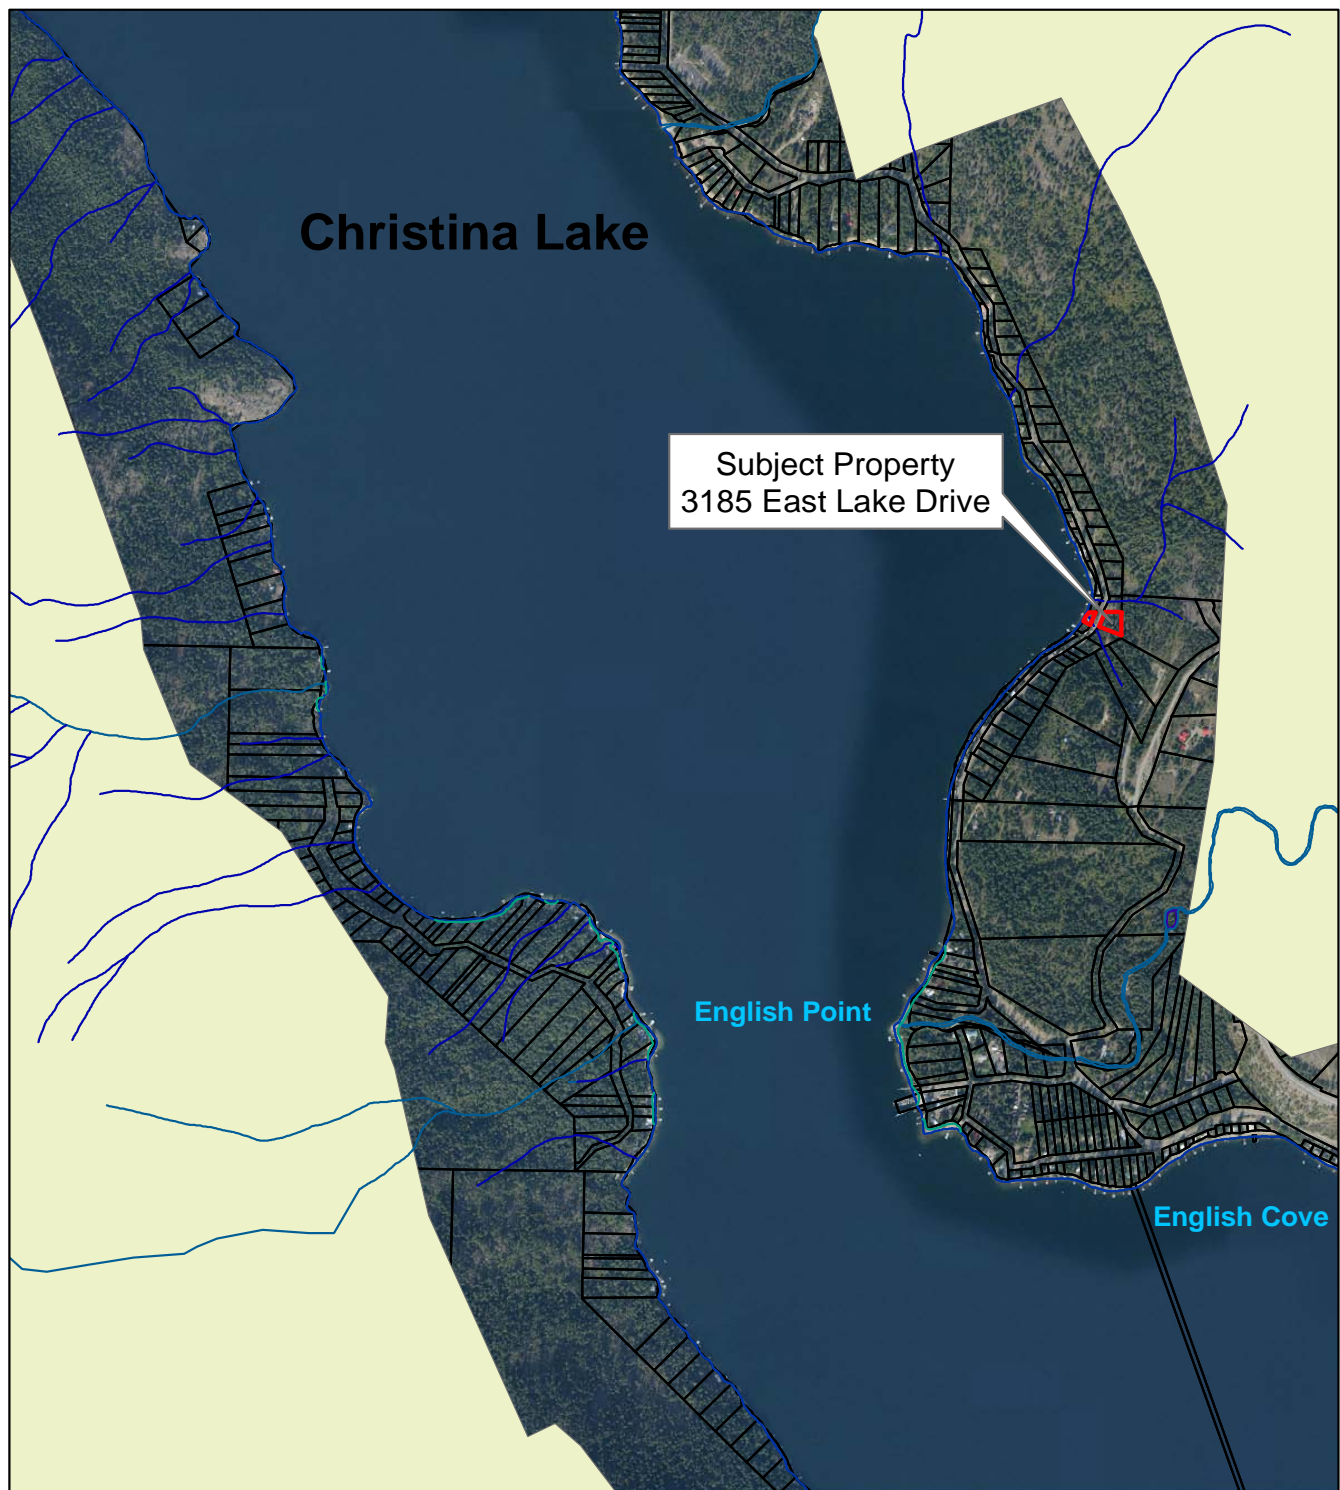 Christina Lake
Subject Property
3185 East Lake Drive
English Point
English Cove